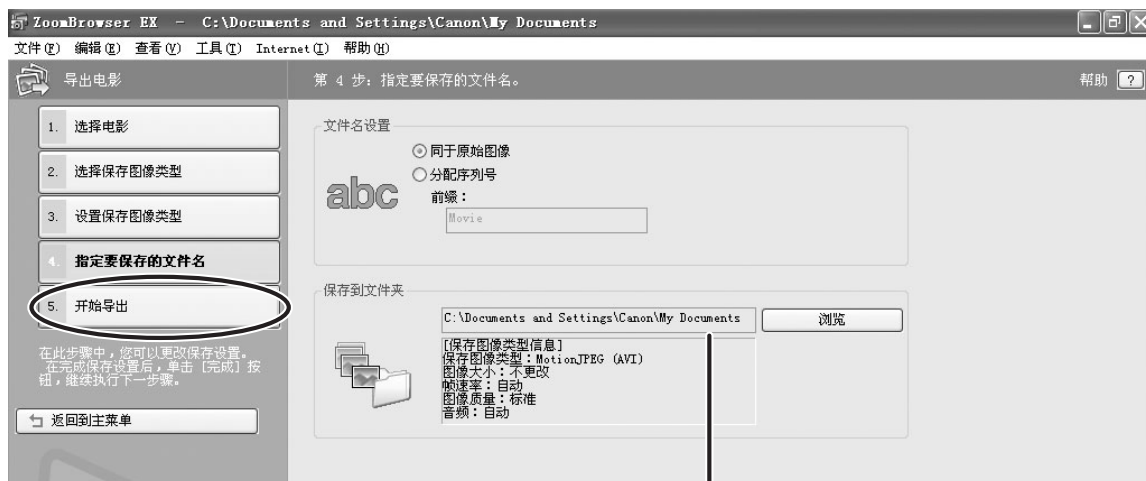 ZoomBrowser EX - C:\Documents and Settings\Canon\My Documents
文件(F) 编辑(E) 查看(V) 工具(T) Internet(I) 帮助(H)
导出电影
第 4 步：指定要保存的文件名。
帮助 ?
1. 选择电影
2. 选择保存图像类型
3. 设置保存图像类型
4. 指定要保存的文件名
5. 开始导出
在此步骤中，您可以更改保存设置。
在完成保存设置后，单击 [完成] 按
钮，继续执行下一步骤。
返回到主菜单
文件名设置
abc
同于原始图像
分配序列号
前缀：
Movie
保存到文件夹
C:\Documents and Settings\Canon\My Documents
浏览
[保存图像类型信息]
保存图像类型：MotionJPEG (AVI)
图像大小：不更改
帧速率：自动
图像质量：标准
音频：自动